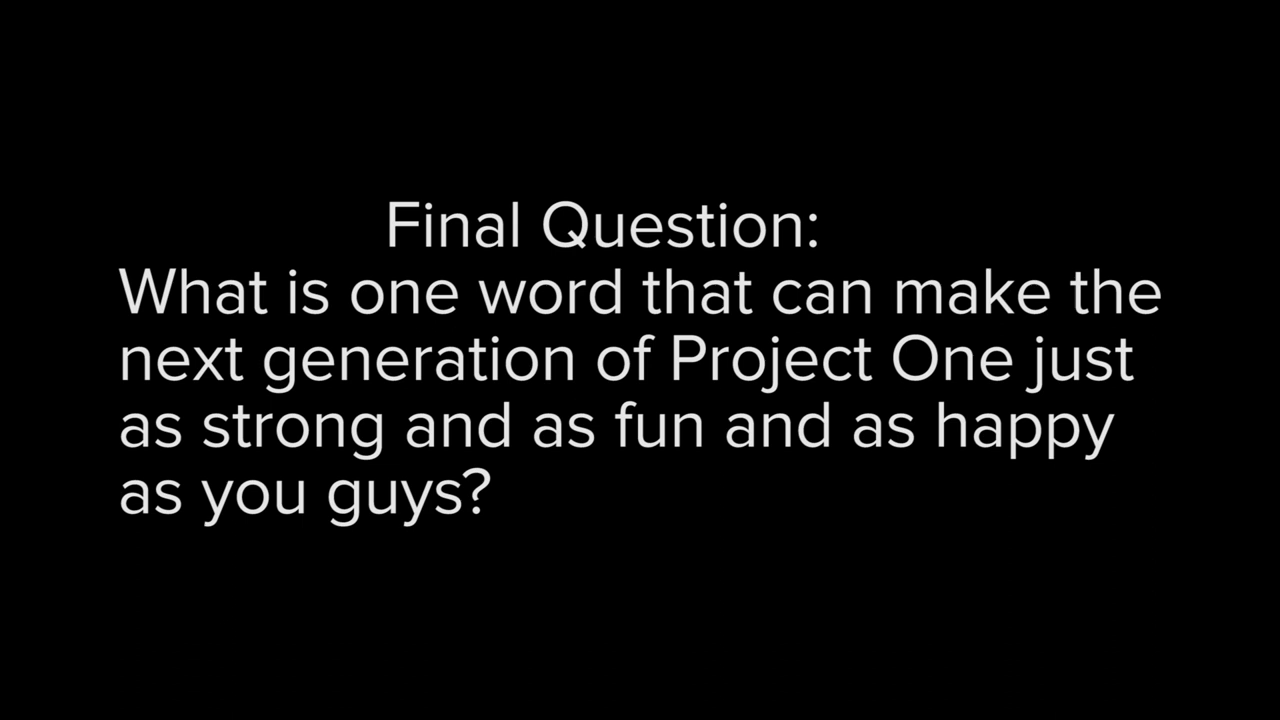 Final Question:
What is one word that can make the
next generation of Project One just
as strong and as fun and as happy
as you guys?